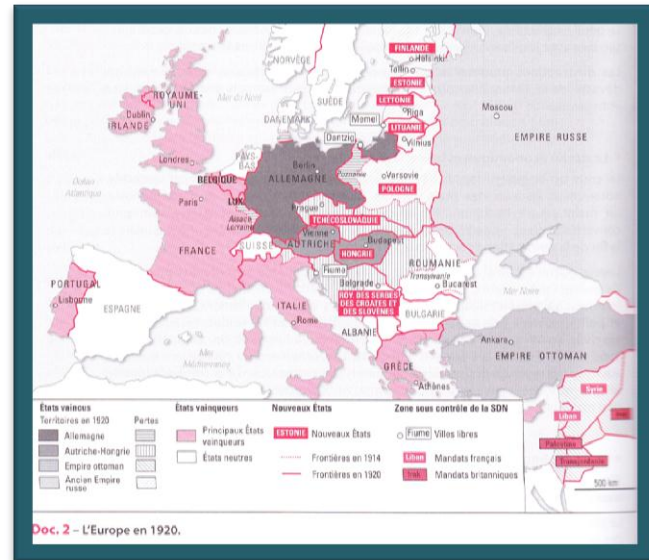 FINLANDE
NORVÈGE
Helsinki
Tallin
ESTONIE
SUÈDE
Mer du Nord
LETTONIE
Riga
Moscou
ROYAUME-
UNI
DANEMARK
Memel
LITUANIE
Dublin
IRLANDE
Dantzig
Vilnius
EMPIRE RUSSE
PAYS-
BAS
Berlin
Londres
ALLEMAGNE
Posnanie
Varsovie
Océan
Atlantique
BELGIQUE
POLOGNE
Paris
LUX.
Prague
TCHÉCOSLOVAQUIE
Alsace
Lorraine
Vienne
Budapest
FRANCE
SUISSE
AUTRICHE
HONGRIE
ROUMANIE
Transylvanie
Fiume
Belgrade
Bucarest
PORTUGAL
Mer Noire
ROY. DES SERBES
DES CROATES ET
DES SLOVÈNES
Lisbonne
ESPAGNE
ITALIE
BULGARIE
Rome
ALBANIE
Ankara
EMPIRE OTTOMAN
Mer
Méditerranée
GRÈCE
Athènes
Syrie
Liban
Irak
Palestine
Transjordanie
500 km
États vaincus
Territoires en 1920
Pertes
Allemagne
Autriche-Hongrie
Empire ottoman
Ancien Empire
russe
États vainqueurs
Principaux États
vainqueurs
États neutres
Nouveaux États
ESTONIE Nouveaux États
Frontières en 1914
Frontières en 1920
Zone sous contrôle de la SDN
Fiume Villes libres
Liban Mandats français
Irak Mandats britanniques
Doc. 2 – L'Europe en 1920.